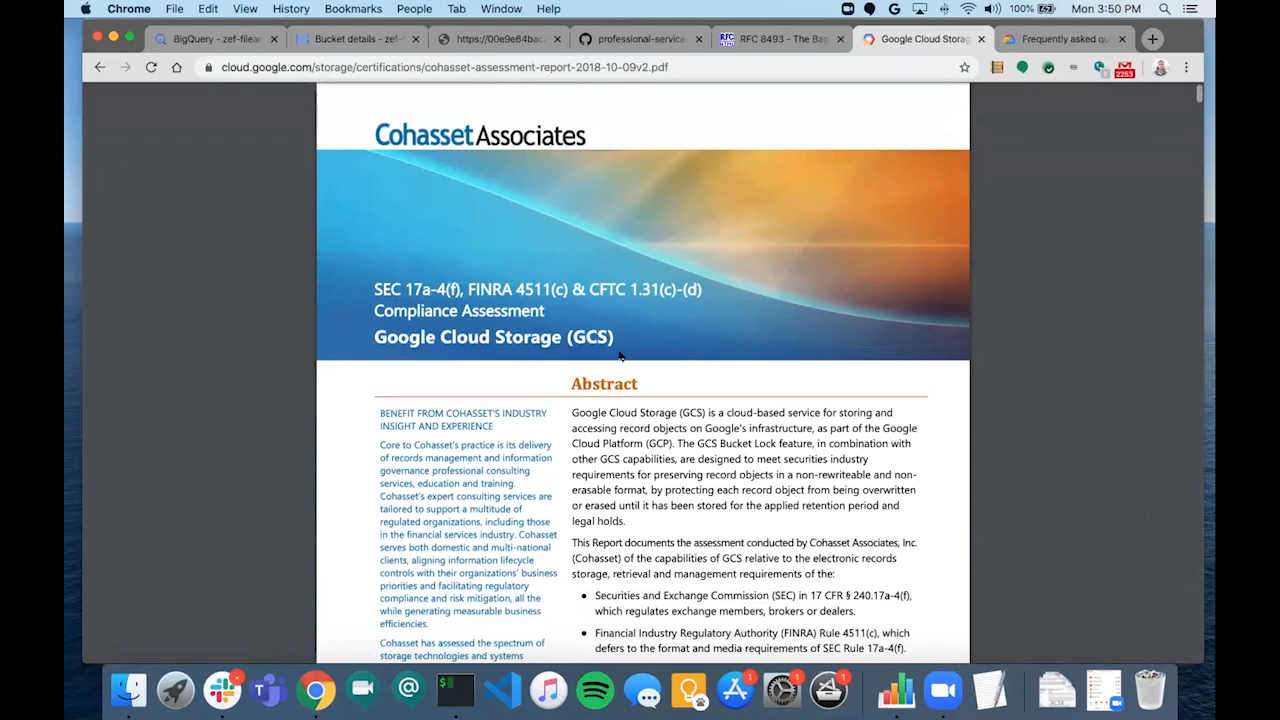 Chrome File Edit View History Bookmarks People Tab Window Help 100% Mon 3:50 PM
BigQuery - zef-filean
Bucket details - zef-
https://00e9e64bac
professional-service
RFC 8493 - The Bag
Google Cloud Storag
Frequently asked qu
cloud.google.com/storage/certifications/cohasset-assessment-report-2018-10-09v2.pdf
2263
CohassetAssociates
SEC 17a-4(f), FINRA 4511(c) & CFTC 1.31(c)-(d)
Compliance Assessment
Google Cloud Storage (GCS)
Abstract
BENEFIT FROM COHASSET'S INDUSTRY
INSIGHT AND EXPERIENCE
Core to Cohasset's practice is its delivery
of records management and information
governance professional consulting
services, education and training.
Cohasset's expert consulting services are
tailored to support a multitude of
regulated organizations, including those
in the financial services industry. Cohasset
serves both domestic and multi-national
clients, aligning information lifecycle
controls with their organizations' business
priorities and facilitating regulatory
compliance and risk mitigation, all the
while generating measurable business
efficiencies.
Cohasset has assessed the spectrum of
storage technologies and systems
Google Cloud Storage (GCS) is a cloud-based service for storing and
accessing record objects on Google's infrastructure, as part of the Google
Cloud Platform (GCP). The GCS Bucket Lock feature, in combination with
other GCS capabilities, are designed to meet securities industry
requirements for preserving record objects in a non-rewriteable and non-
erasable format, by protecting each record object from being overwritten
or erased until it has been stored for the applied retention period and
legal holds.
This Report documents the assessment conducted by Cohasset Associates, Inc.
(Cohasset) of the capabilities of GCS relative to the electronic records
storage, retrieval and management requirements of the:
• Securities and Exchange Commission (SEC) in 17 CFR § 240.17a-4(f),
which regulates exchange members, brokers or dealers.
• Financial Industry Regulatory Authority (FINRA) Rule 4511(c), which
defers to the format and media requirements of SEC Rule 17a-4(f).